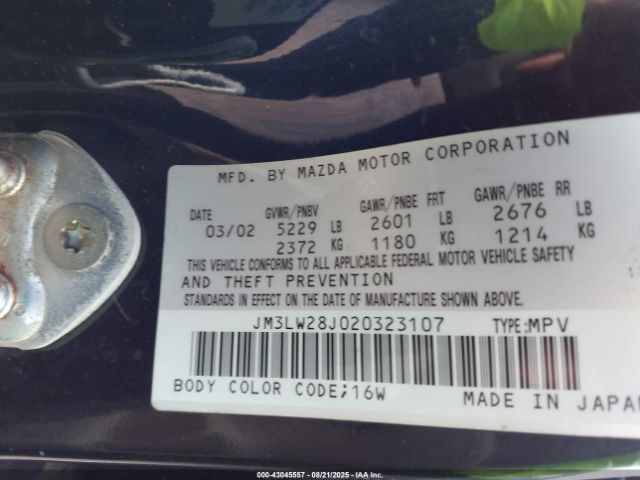 MFD. BY MAZDA MOTOR CORPORATION
DATE GVWR/PNBV GAWR/PNBE FRT GAWR/PNBE RR
03/02 5229 LB 2601 LB 2676 LB
2372 KG 1180 KG 1214 KG
THIS VEHICLE CONFORMS TO ALL APPLICABLE FEDERAL MOTOR VEHICLE SAFETY
AND THEFT PREVENTION
STANDARDS IN EFFECT ON THE DATE OF MANUFACTURE SHOWN ABOVE.
JM3LW28J020323107 TYPE:MPV
BODY COLOR CODE;16W MADE IN JAPAN
© - 43045557 - 08/21/2025 - IAA Inc.